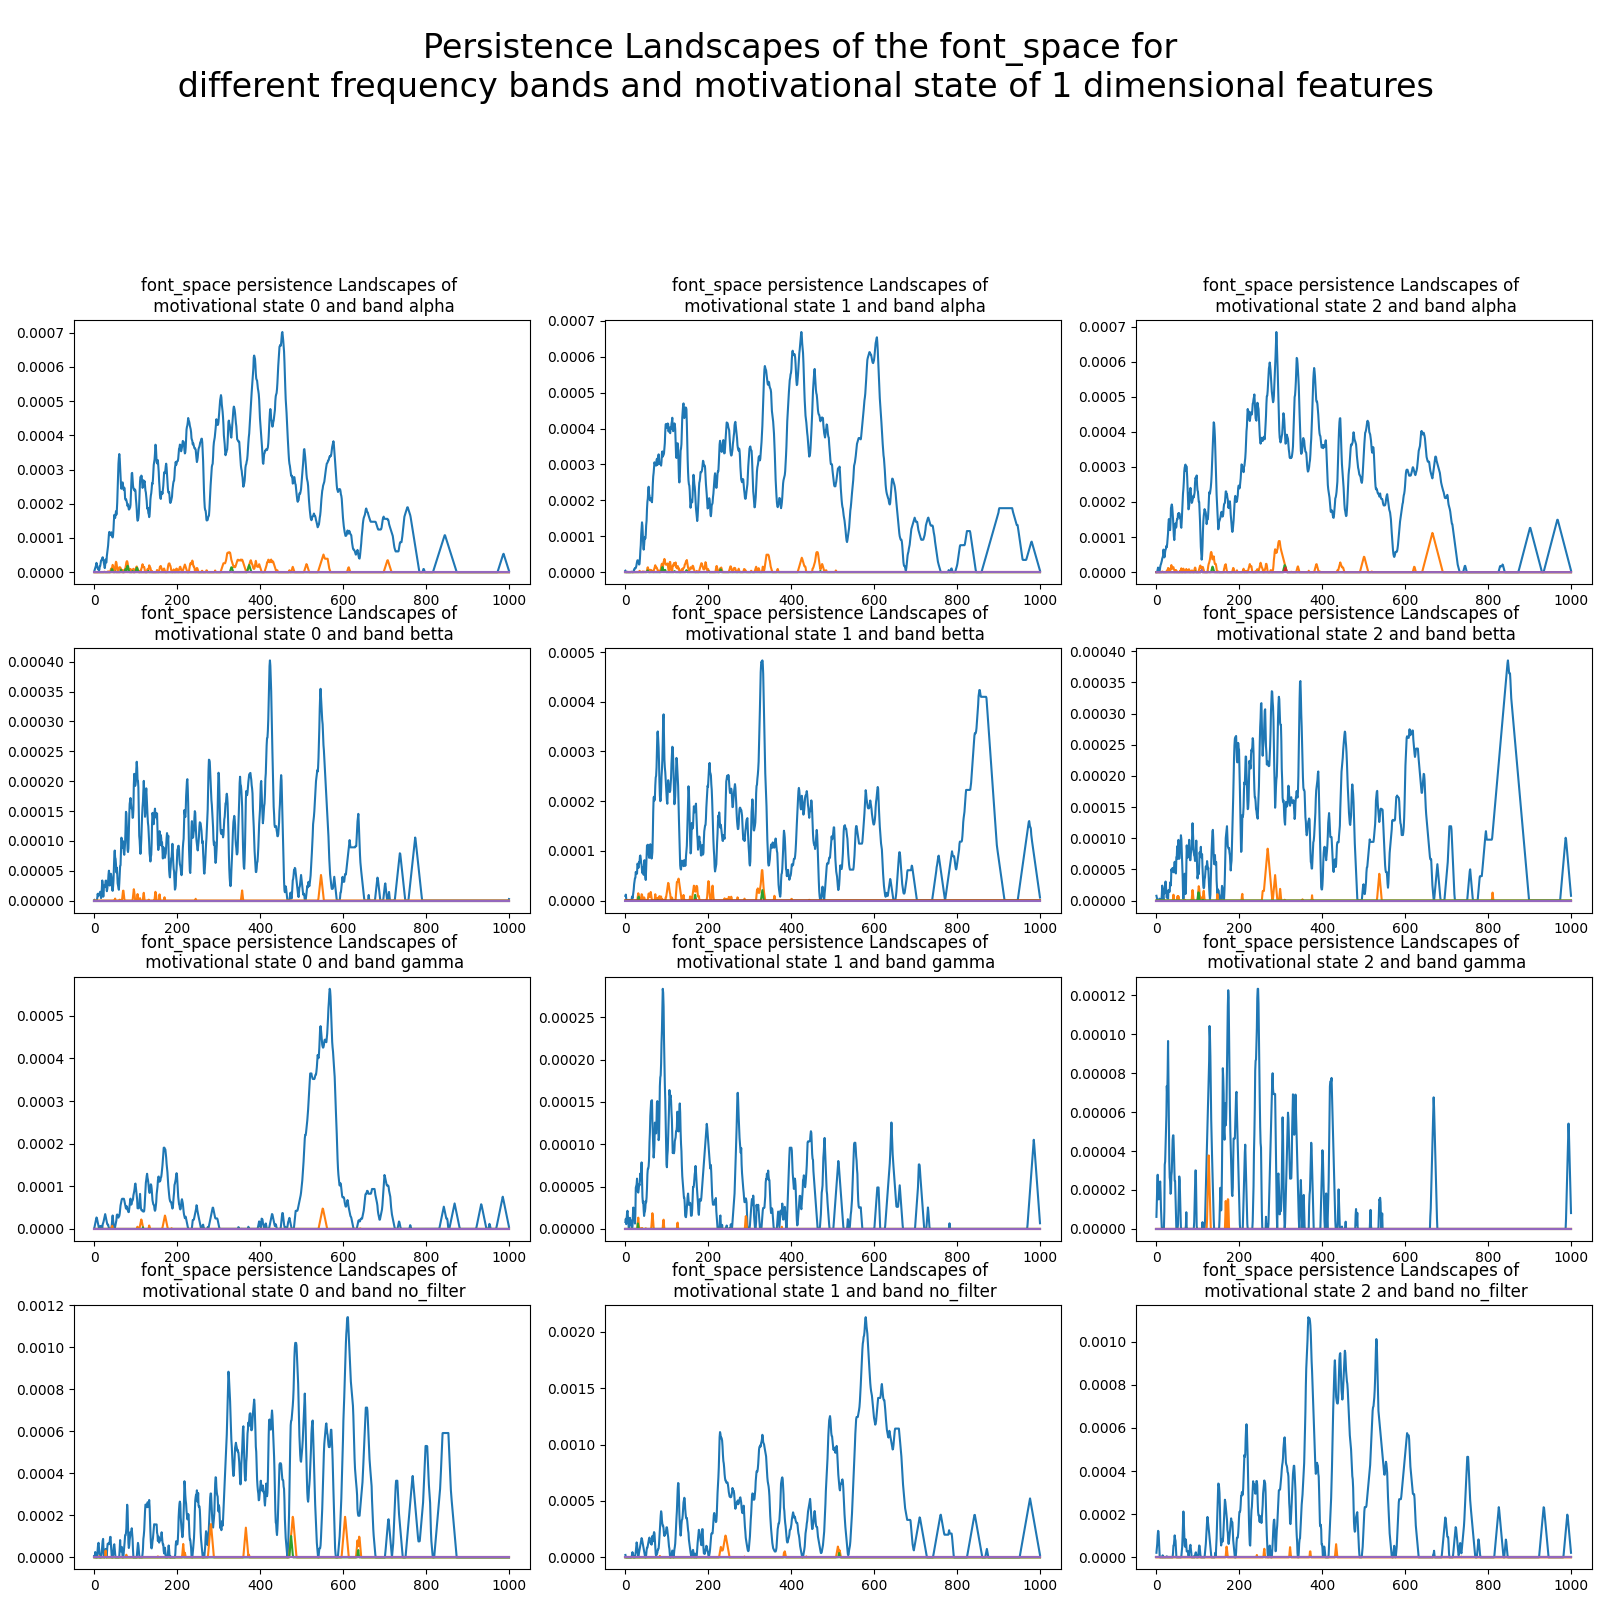 Persistence Landscapes of the font_space for
different frequency bands and motivational state of 1 dimensional features
font_space persistence Landscapes of
motivational state 0 and band alpha
0.0007
0.0006
0.0005
0.0004
0.0003
0.0002
0.0001
0.0000
0 200 400 600 800 1000
font_space persistence Landscapes of
motivational state 1 and band alpha
0.0007
0.0006
0.0005
0.0004
0.0003
0.0002
0.0001
0.0000
0 200 400 600 800 1000
font_space persistence Landscapes of
motivational state 2 and band alpha
0.0007
0.0006
0.0005
0.0004
0.0003
0.0002
0.0001
0.0000
0 200 400 600 800 1000
font_space persistence Landscapes of
motivational state 0 and band betta
0.00040
0.00035
0.00030
0.00025
0.00020
0.00015
0.00010
0.00005
0.00000
0 200 400 600 800 1000
font_space persistence Landscapes of
motivational state 1 and band betta
0.0005
0.0004
0.0003
0.0002
0.0001
0.0000
0 200 400 600 800 1000
font_space persistence Landscapes of
motivational state 2 and band betta
0.00040
0.00035
0.00030
0.00025
0.00020
0.00015
0.00010
0.00005
0.00000
0 200 400 600 800 1000
font_space persistence Landscapes of
motivational state 0 and band gamma
0.0005
0.0004
0.0003
0.0002
0.0001
0.0000
0 200 400 600 800 1000
font_space persistence Landscapes of
motivational state 1 and band gamma
0.00025
0.00020
0.00015
0.00010
0.00005
0.00000
0 200 400 600 800 1000
font_space persistence Landscapes of
motivational state 2 and band gamma
0.00012
0.00010
0.00008
0.00006
0.00004
0.00002
0.00000
0 200 400 600 800 1000
font_space persistence Landscapes of
motivational state 0 and band no_filter
0.0012
0.0010
0.0008
0.0006
0.0004
0.0002
0.0000
0 200 400 600 800 1000
font_space persistence Landscapes of
motivational state 1 and band no_filter
0.0020
0.0015
0.0010
0.0005
0.0000
0 200 400 600 800 1000
font_space persistence Landscapes of
motivational state 2 and band no_filter
0.0010
0.0008
0.0006
0.0004
0.0002
0.0000
0 200 400 600 800 1000